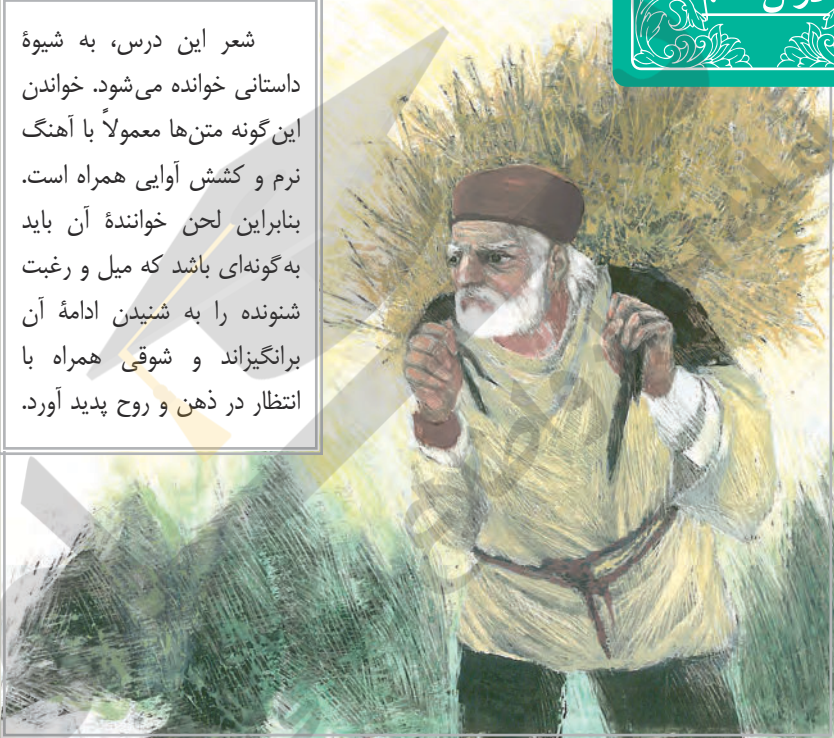 درس
شعر این درس، به شیوهٔ
داستانی خوانده می‌شود. خواندن
این‌گونه متن‌ها معمولاً با آهنگ
نرم و کشش آوایی همراه است.
بنابراین لحن خوانندهٔ آن باید
به‌گونه‌ای باشد که میل و رغبت
شنونده را به شنیدن ادامهٔ آن
برانگیزاند و شوقی همراه با
انتظار در ذهن و روح پدید آورد.